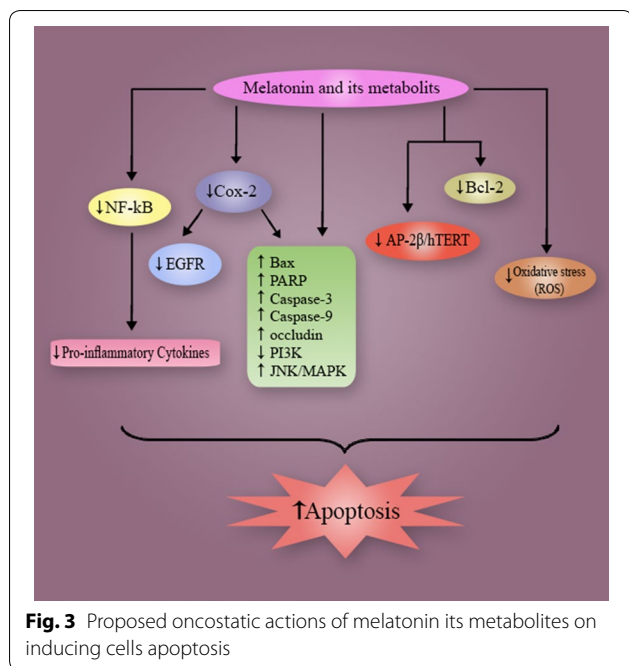 Melatonin and its metabolits
↓NF-kB
↓Cox-2
↓Bcl-2
↓EGFR
↓ AP-2β/hTERT
↓Oxidative stress
(ROS)
↑ Bax
↑ PARP
↑ Caspase-3
↑ Caspase-9
↑ occludin
↓ PI3K
↑ JNK/MAPK
↓Pro-inflammatory Cytokines
↑Apoptosis
Fig. 3 Proposed oncostatic actions of melatonin its metabolites on
inducing cells apoptosis